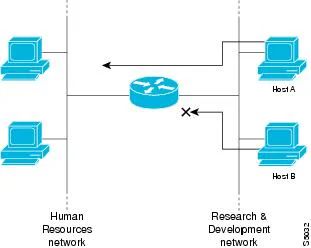 Host A
Host B
Human
Resources
network
Research &
Development
network
S5032